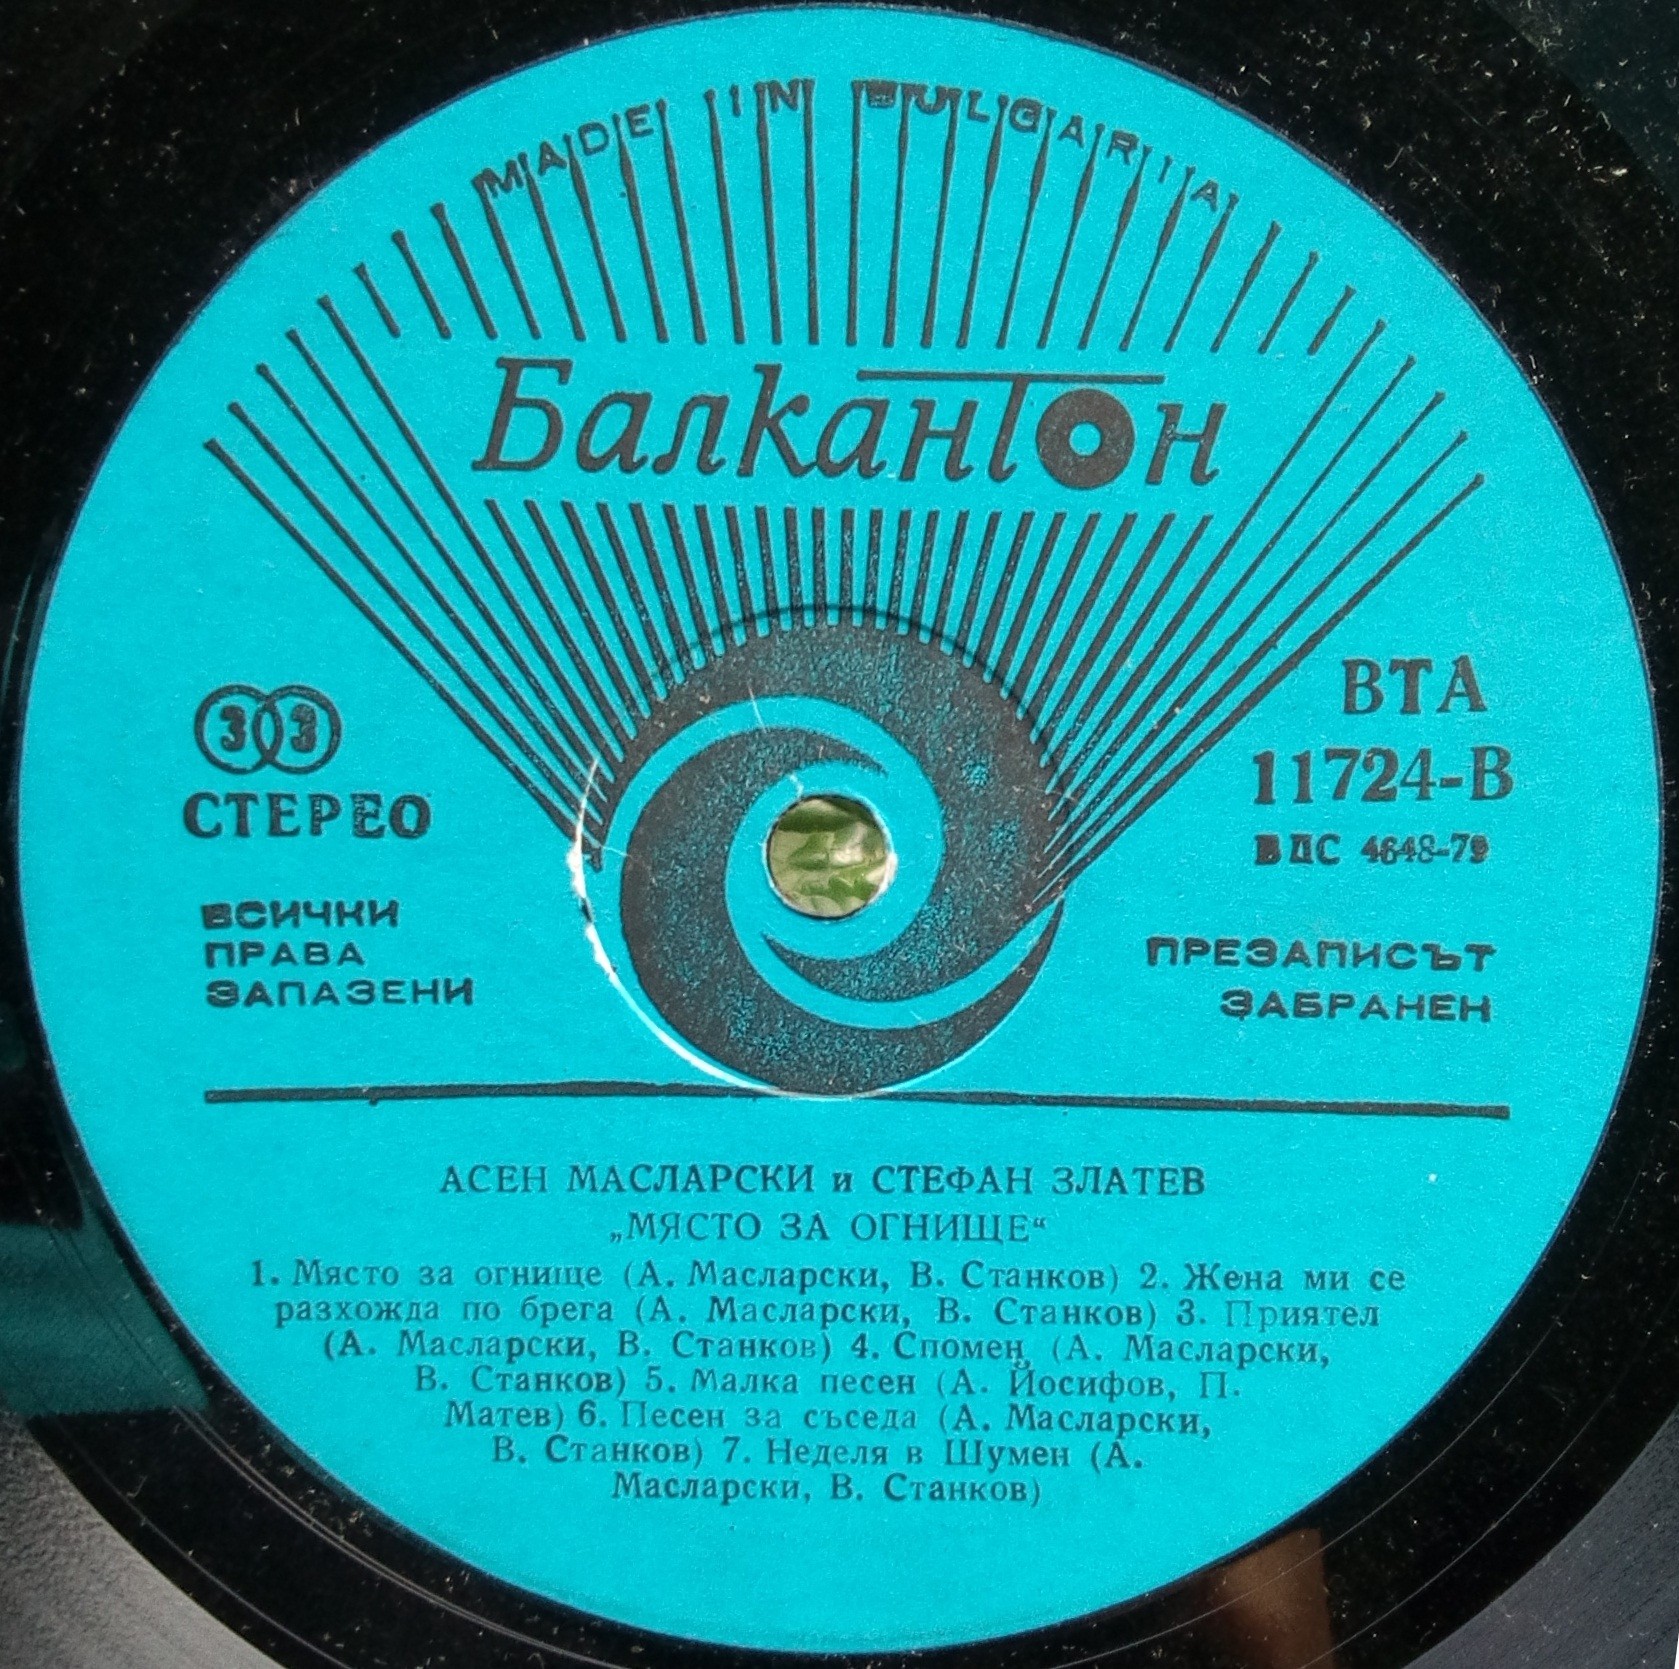 MADE IN BULGARIA
Балкантон
33
СТЕРЕО
ВСИЧКИ
ПРАВА
ЗАПАЗЕНИ
ВТА
11724-В
ВДС 4648-79
ПРЕЗАПИСЪТ
ЗАБРАНЕН
АСЕН МАСЛАРСКИ и СТЕФАН ЗЛАТЕВ
„МЯСТО ЗА ОГНИЩЕ“
1. Място за огнище (А. Масларски, В. Станков) 2. Жена ми се
разхожда по брега (А. Масларски, В. Станков) 3. Приятел
(А. Масларски, В. Станков) 4. Спомен (А. Масларски,
В. Станков) 5. Малка песен (А. Йосифов, П.
Матев) 6. Песен за съседа (А. Масларски,
В. Станков) 7. Неделя в Шумен (А.
Масларски, В. Станков)